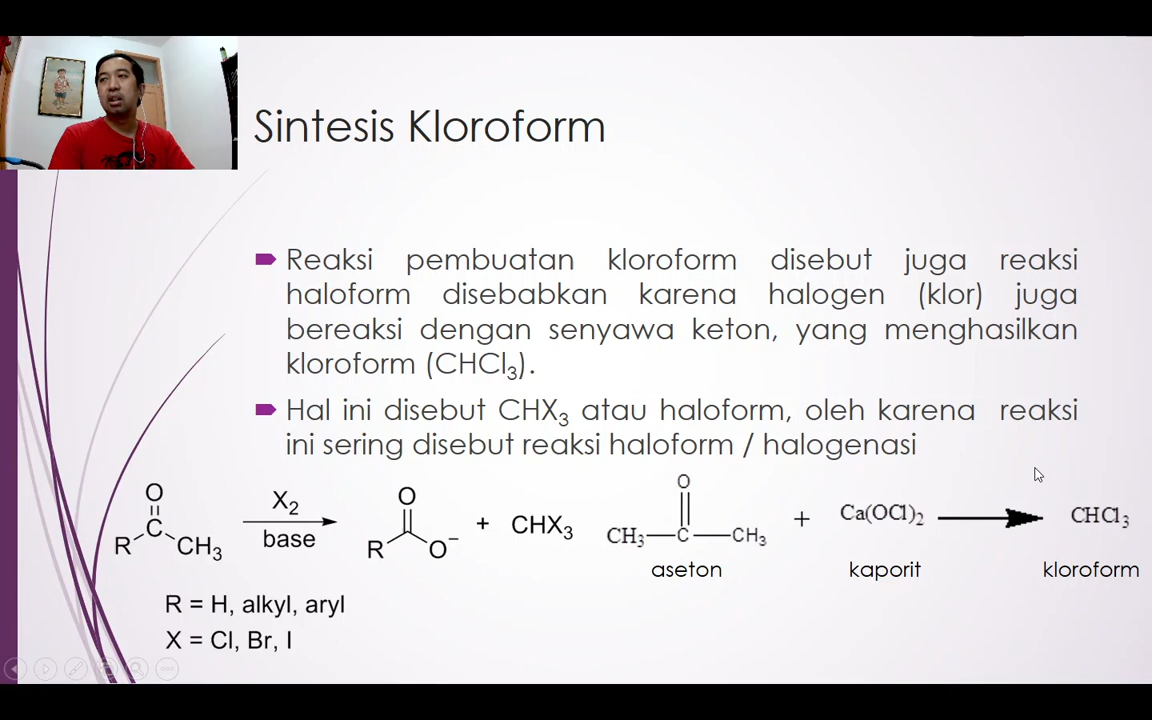 Sintesis Kloroform
Reaksi pembuatan kloroform disebut juga reaksi
haloform disebabkan karena halogen (klor) juga
bereaksi dengan senyawa keton, yang menghasilkan
kloroform (CHCl₃).
Hal ini disebut CHX₃ atau haloform, oleh karena reaksi
ini sering disebut reaksi haloform / halogenasi
O
C
R CH₃
X₂
base
O
R O⁻
+ CHX₃
O
CH₃—C—CH₃
+ Ca(OCl)₂ CHCl₃
aseton kaporit kloroform
R = H, alkyl, aryl
X = Cl, Br, I